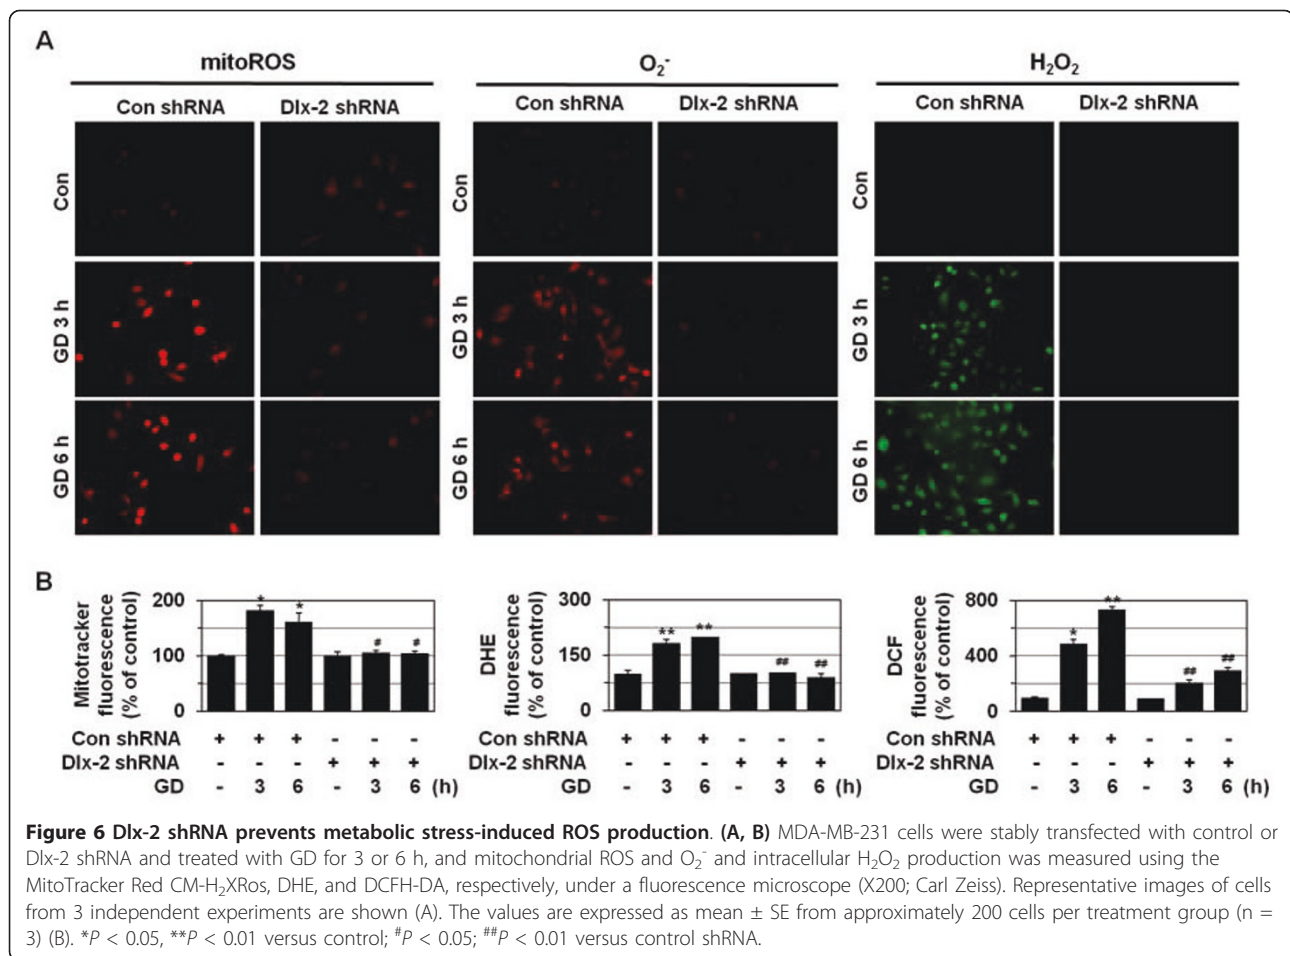 A
mitoROS
O₂⁻
H₂O₂
Con shRNA Dlx-2 shRNA Con shRNA Dlx-2 shRNA Con shRNA Dlx-2 shRNA
Con Con Con
GD 3 h GD 3 h GD 3 h
GD 6 h GD 6 h GD 6 h
B
Mitotracker fluorescence (% of control)
200
100
0
* * # #
Con shRNA + + + - - -
Dlx-2 shRNA - - - + + +
GD - 3 6 - 3 6 (h)
DHE fluorescence (% of control)
300
150
0
** ** ## ##
Con shRNA + + + - - -
Dlx-2 shRNA - - - + + +
GD - 3 6 - 3 6 (h)
DCF fluorescence (% of control)
800
400
0
* ** ## ##
Con shRNA + + + - - -
Dlx-2 shRNA - - - + + +
GD - 3 6 - 3 6 (h)
Figure 6 Dlx-2 shRNA prevents metabolic stress-induced ROS production. (A, B) MDA-MB-231 cells were stably transfected with control or
Dlx-2 shRNA and treated with GD for 3 or 6 h, and mitochondrial ROS and O₂⁻ and intracellular H₂O₂ production was measured using the
MitoTracker Red CM-H₂XRos, DHE, and DCFH-DA, respectively, under a fluorescence microscope (X200; Carl Zeiss). Representative images of cells
from 3 independent experiments are shown (A). The values are expressed as mean ± SE from approximately 200 cells per treatment group (n =
3) (B). *P < 0.05, **P < 0.01 versus control; #P < 0.05; ##P < 0.01 versus control shRNA.